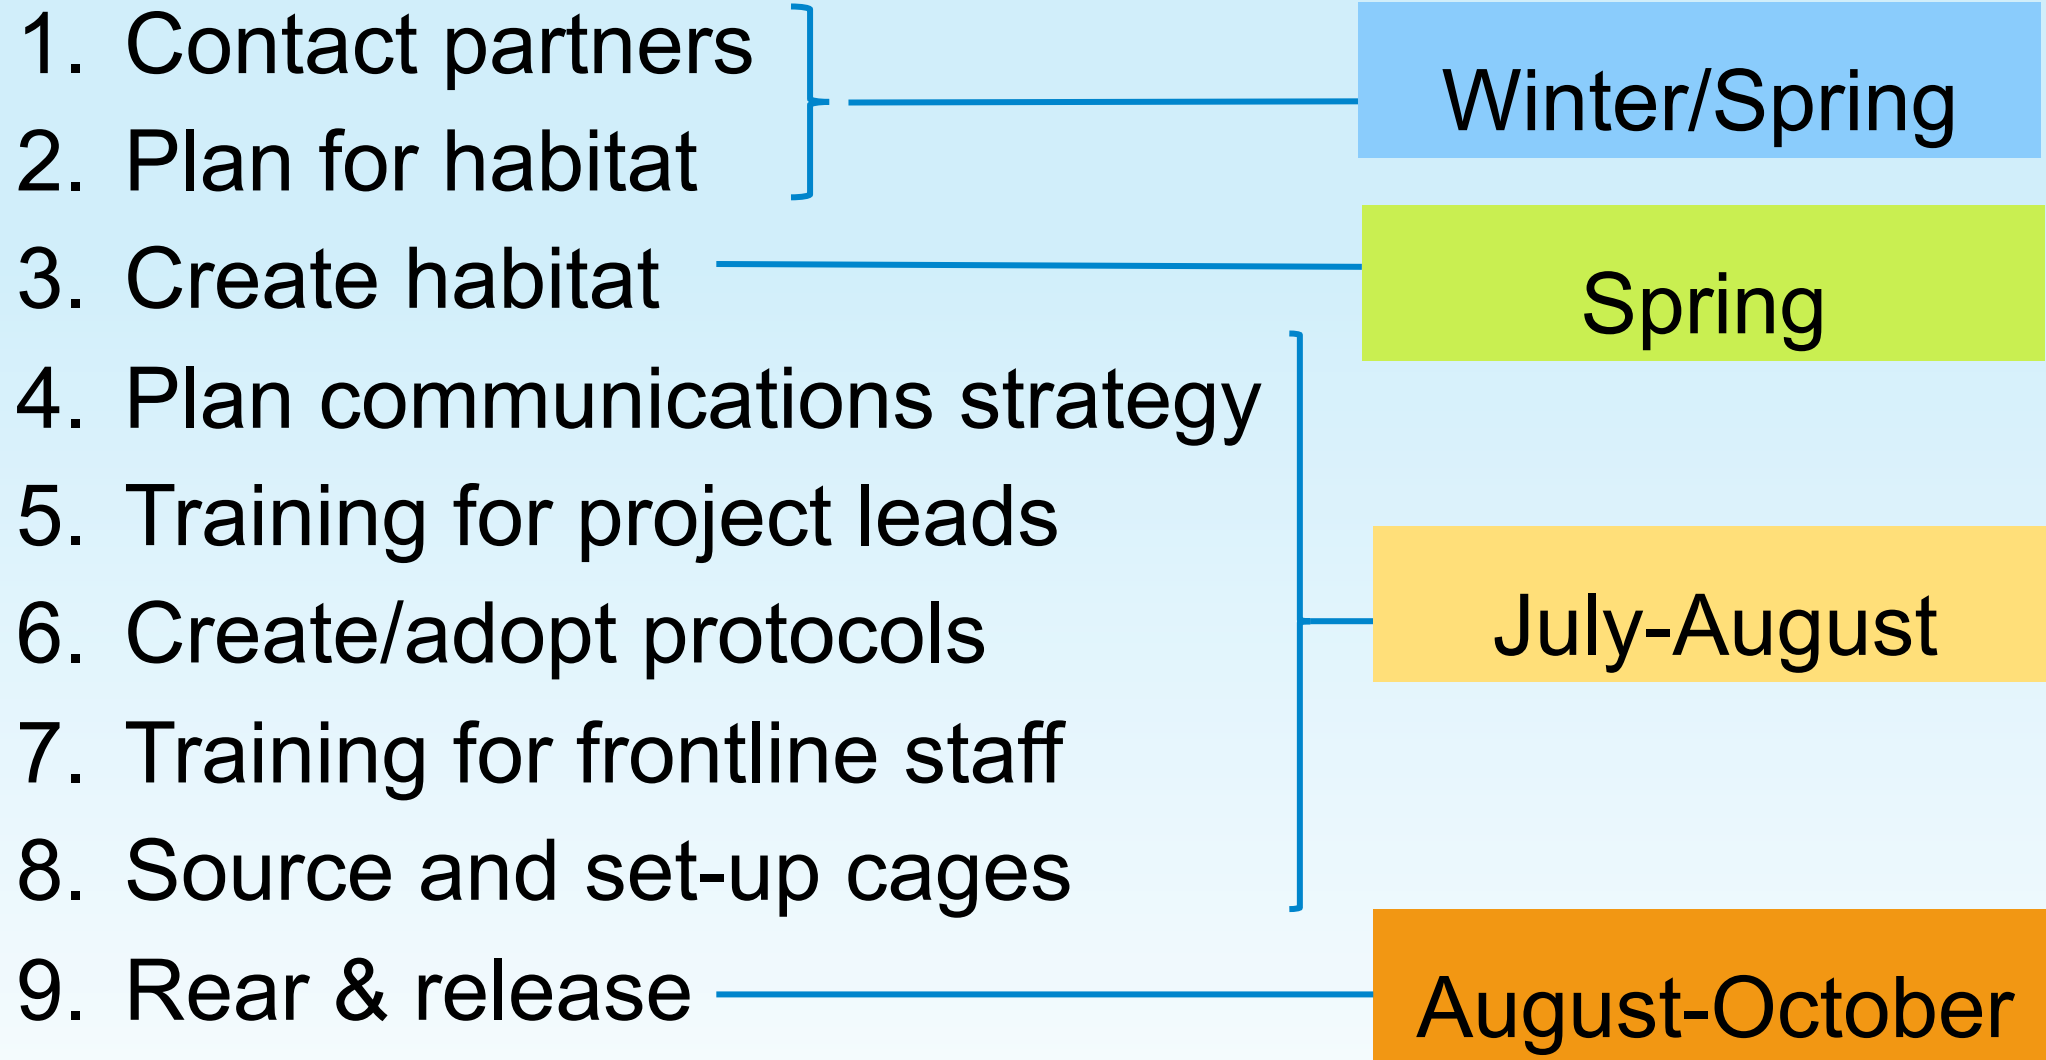 1. Contact partners
2. Plan for habitat
3. Create habitat
4. Plan communications strategy
5. Training for project leads
6. Create/adopt protocols
7. Training for frontline staff
8. Source and set-up cages
9. Rear & release
Winter/Spring
Spring
July-August
August-October